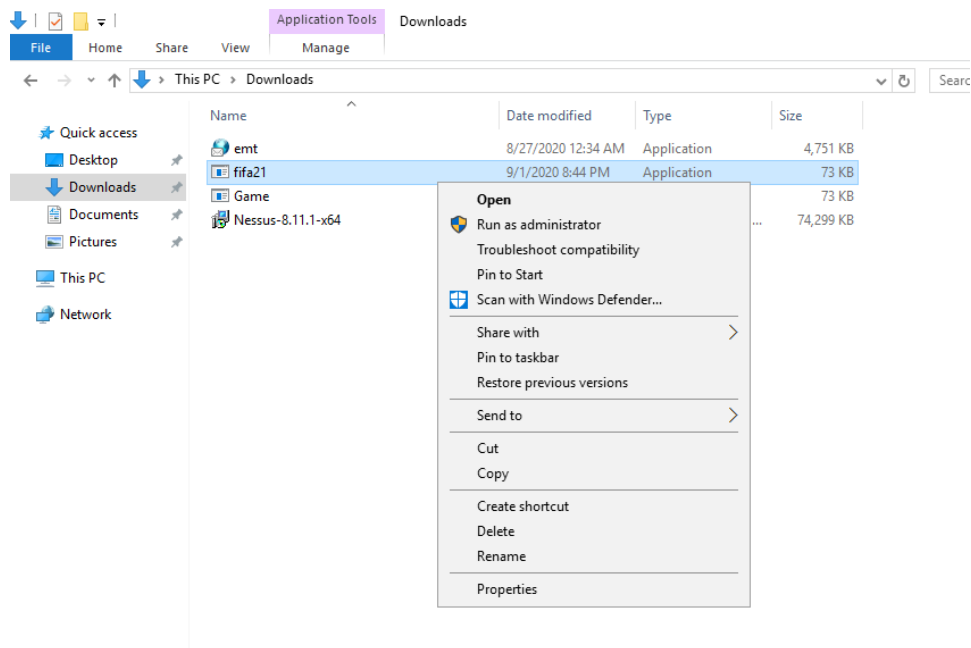 Application Tools Downloads
File Home Share View Manage
This PC Downloads Searc
Name Date modified Type Size
Quick access
Desktop
Downloads
Documents
Pictures
This PC
Network
emt 8/27/2020 12:34 AM Application 4,751 KB
fifa21 9/1/2020 8:44 PM Application 73 KB
Game 73 KB
Nessus-8.11.1-x64 ... 74,299 KB
Open
Run as administrator
Troubleshoot compatibility
Pin to Start
Scan with Windows Defender...
Share with
Pin to taskbar
Restore previous versions
Send to
Cut
Copy
Create shortcut
Delete
Rename
Properties